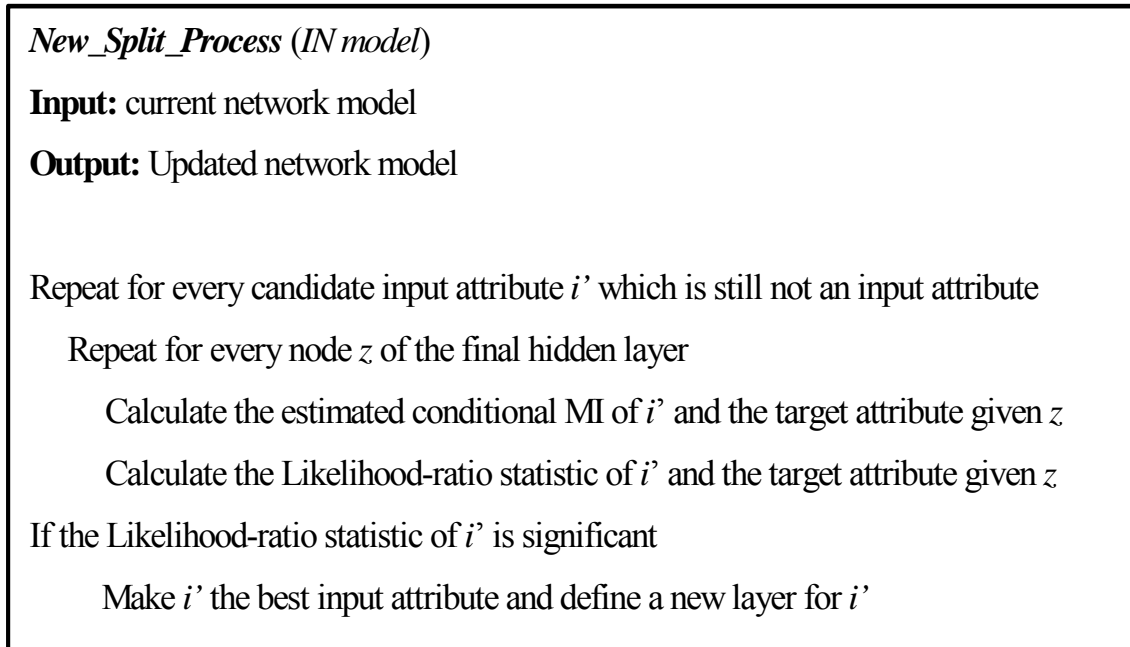 New_Split_Process (IN model)
Input: current network model
Output: Updated network model
Repeat for every candidate input attribute i’ which is still not an input attribute
Repeat for every node z of the final hidden layer
Calculate the estimated conditional MI of i’ and the target attribute given z
Calculate the Likelihood-ratio statistic of i’ and the target attribute given z
If the Likelihood-ratio statistic of i’ is significant
Make i’ the best input attribute and define a new layer for i’